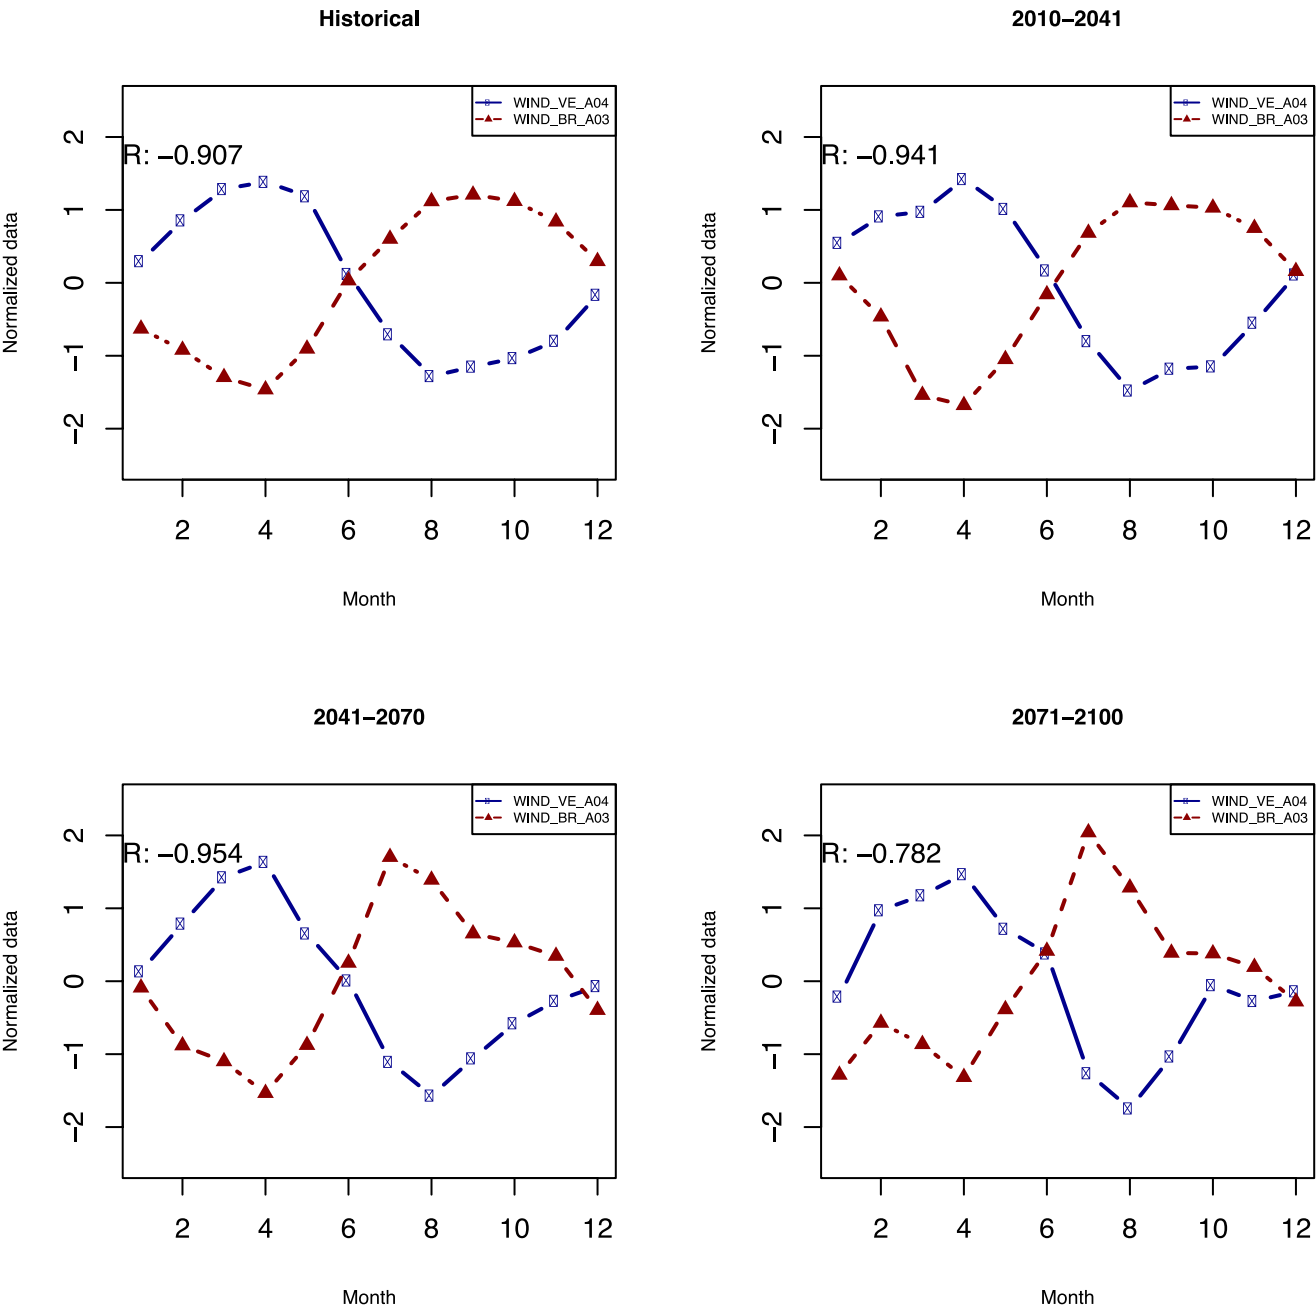 Historical
WIND_VE_A04
WIND_BR_A03
R: −0.907
Normalized data
2
1
0
−1
−2
2 4 6 8 10 12
Month
2010−2041
WIND_VE_A04
WIND_BR_A03
R: −0.941
Normalized data
2
1
0
−1
−2
2 4 6 8 10 12
Month
2041−2070
WIND_VE_A04
WIND_BR_A03
R: −0.954
Normalized data
2
1
0
−1
−2
2 4 6 8 10 12
Month
2071−2100
WIND_VE_A04
WIND_BR_A03
R: −0.782
Normalized data
2
1
0
−1
−2
2 4 6 8 10 12
Month